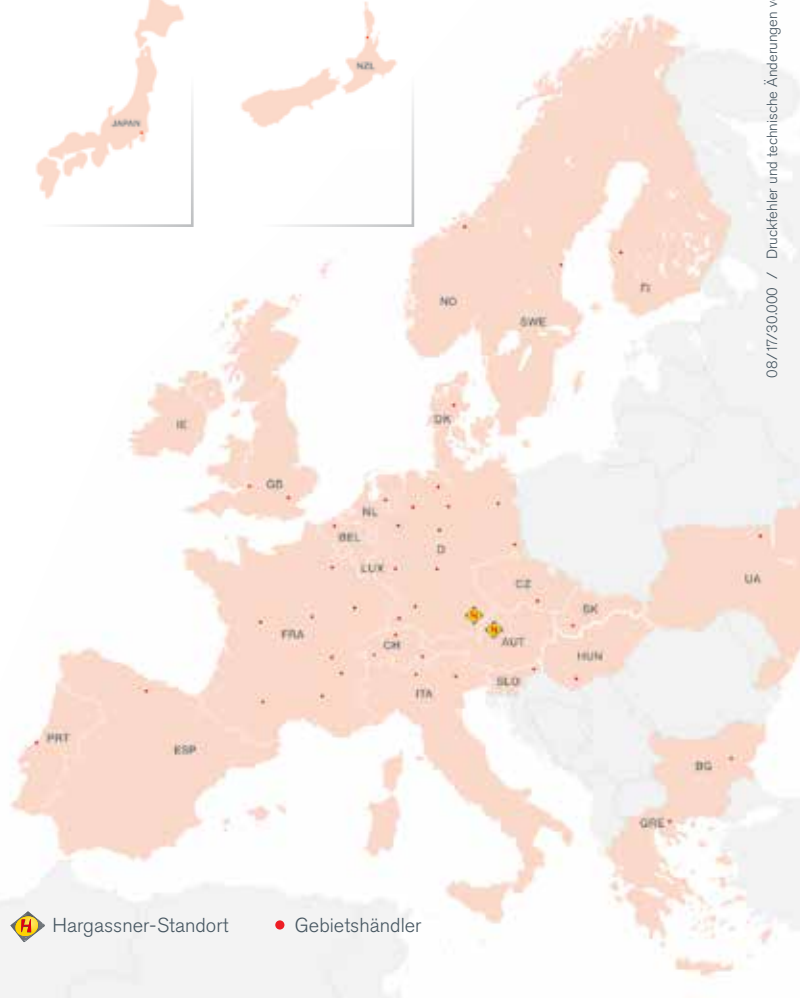 JAPAN
NZL
08/17/30.000 / Druckfehler und technische Änderungen
NO
SWE
FI
IE
GB
DK
NL
BEL
D
LUX
CZ
SK
UA
FRA
CH
AUT
HUN
SLO
ITA
PRT
ESP
BG
GRE
H
H
H Hargassner-Standort
Gebietshändler